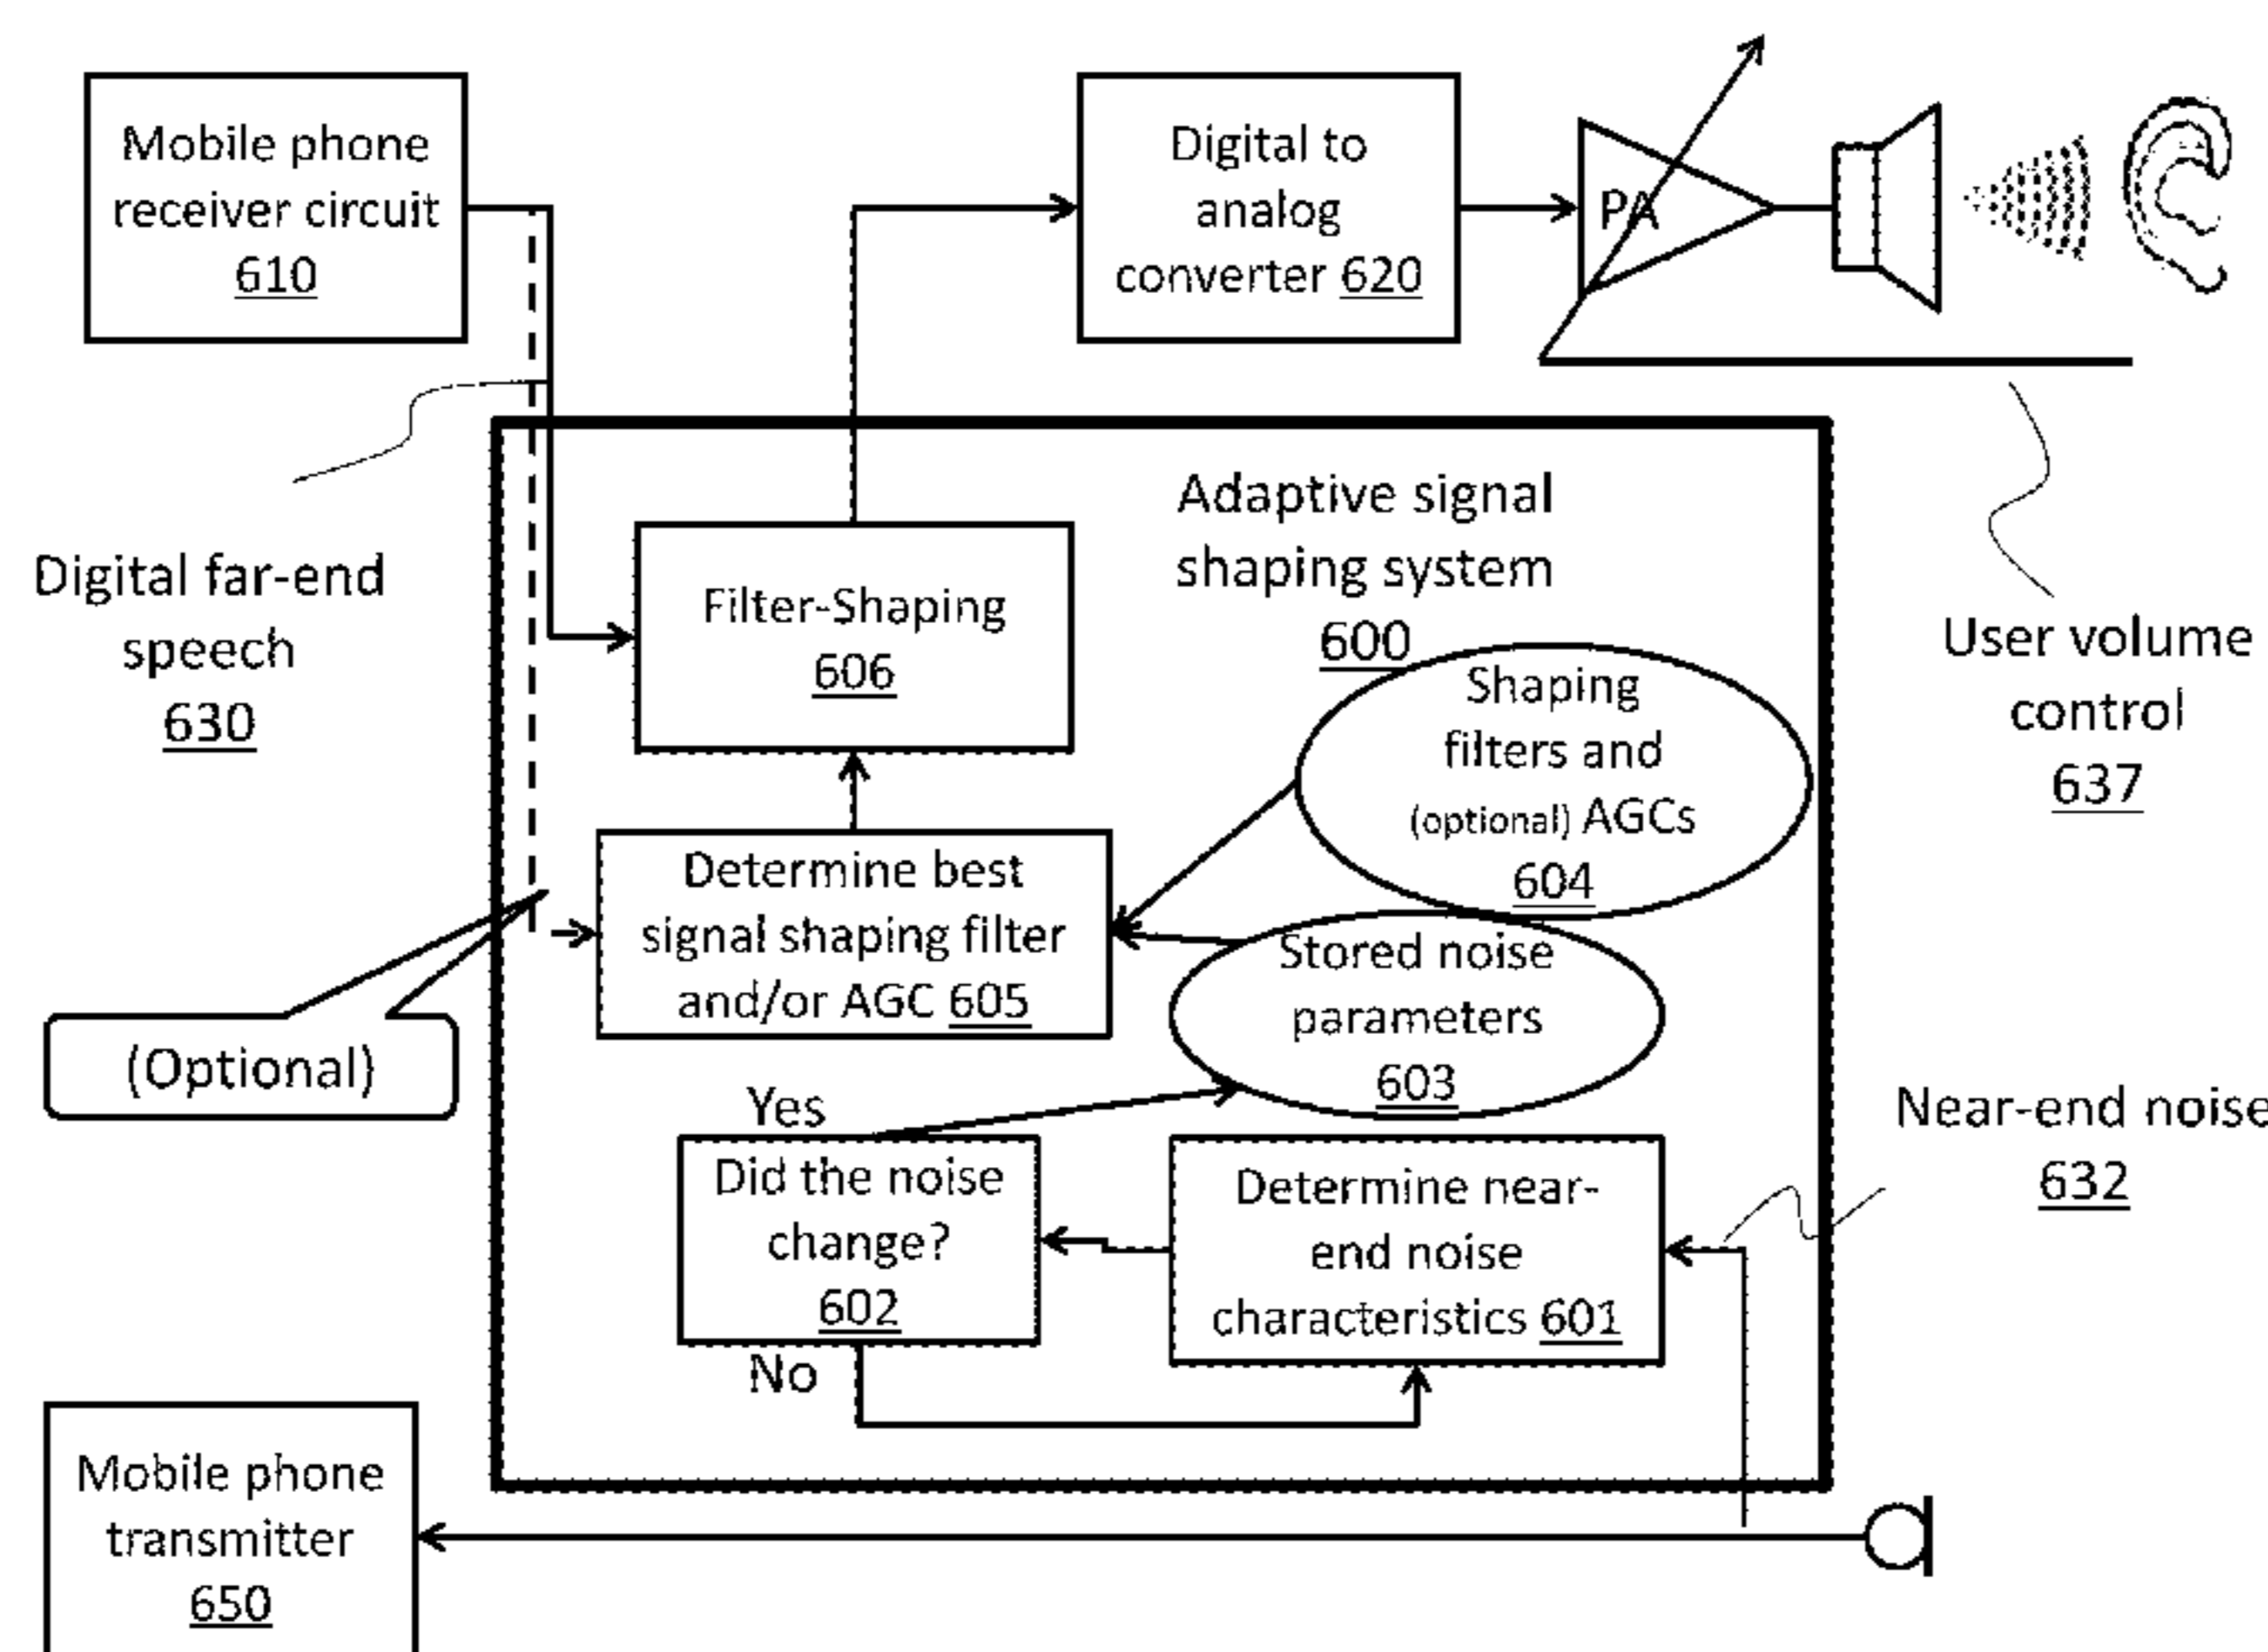 Mobile phone
receiver circuit
610
Digital to
analog
converter 620
PA
Adaptive signal
shaping system
600
Digital far-end
speech
630
Filter-Shaping
606
User volume
control
637
Shaping
filters and
(optional) AGCs
604
Determine best
signal shaping filter
and/or AGC 605
Stored noise
parameters
603
(Optional)
Yes
Did the noise
change?
602
No
Determine near-
end noise
characteristics 601
Near-end noise
632
Mobile phone
transmitter
650